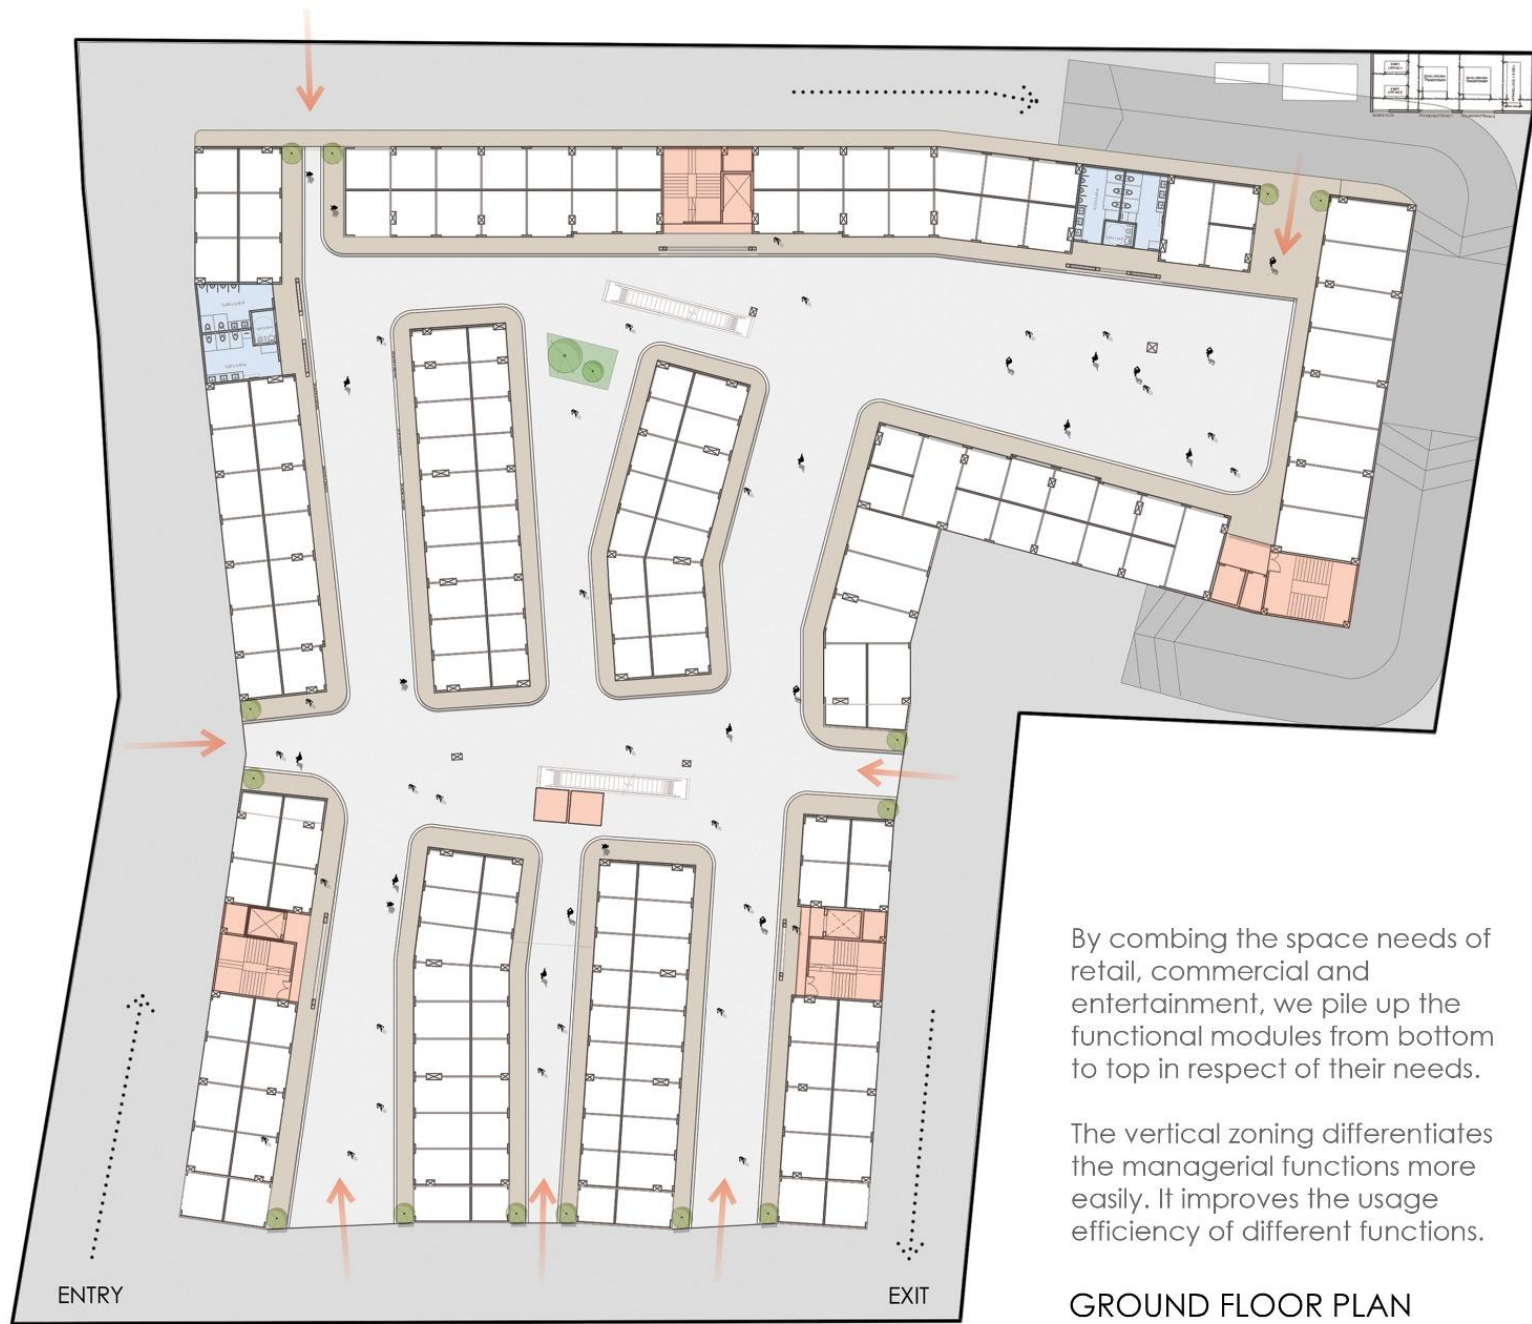 By combing the space needs of
retail, commercial and
entertainment, we pile up the
functional modules from bottom
to top in respect of their needs.
The vertical zoning differentiates
the managerial functions more
easily. It improves the usage
efficiency of different functions.
ENTRY
EXIT
GROUND FLOOR PLAN